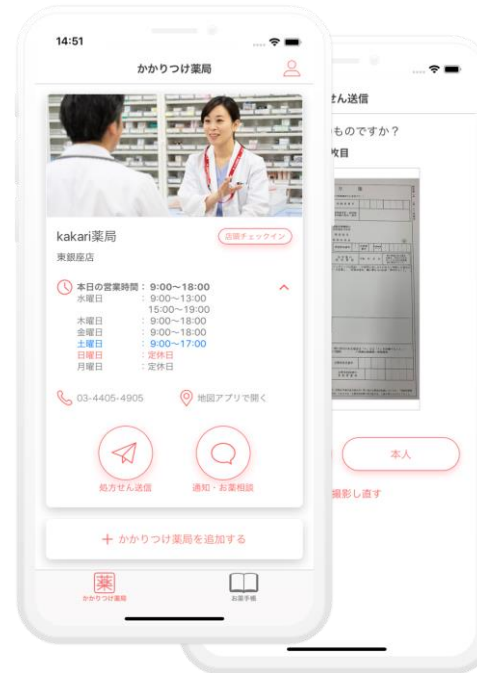 14:51
かかりつけ薬局
kakari薬局
店頭チェックイン
東銀座店
本日の営業時間： 9:00～18:00
水曜日 ： 9:00～13:00
15:00～19:00
木曜日 ： 9:00～18:00
金曜日 ： 9:00～18:00
土曜日 ： 9:00～17:00
日曜日 ： 定休日
月曜日 ： 定休日
03-4405-4905
地図アプリで開く
処方せん送信
通知・お薬相談
＋ かかりつけ薬局を追加する
薬
かかりつけ薬局
お薬手帳
せん送信
ものですか？
枚目
本人
撮影し直す